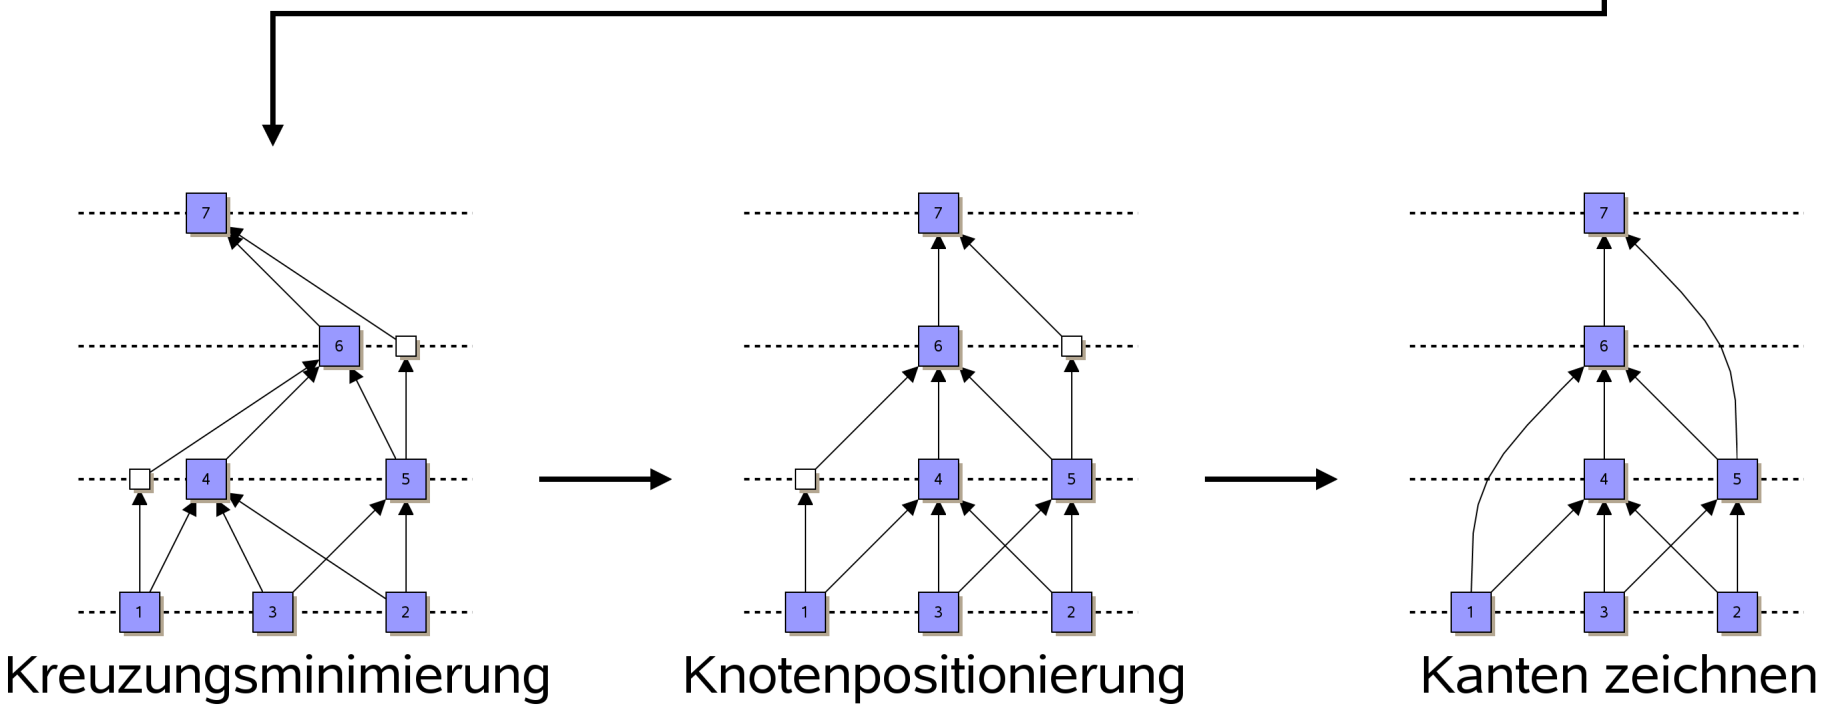 7 7 7
6 6 6
4 5 4 5 4 5
1 3 2 1 3 2 1 3 2
Kreuzungsminimierung Knotenpositionierung Kanten zeichnen